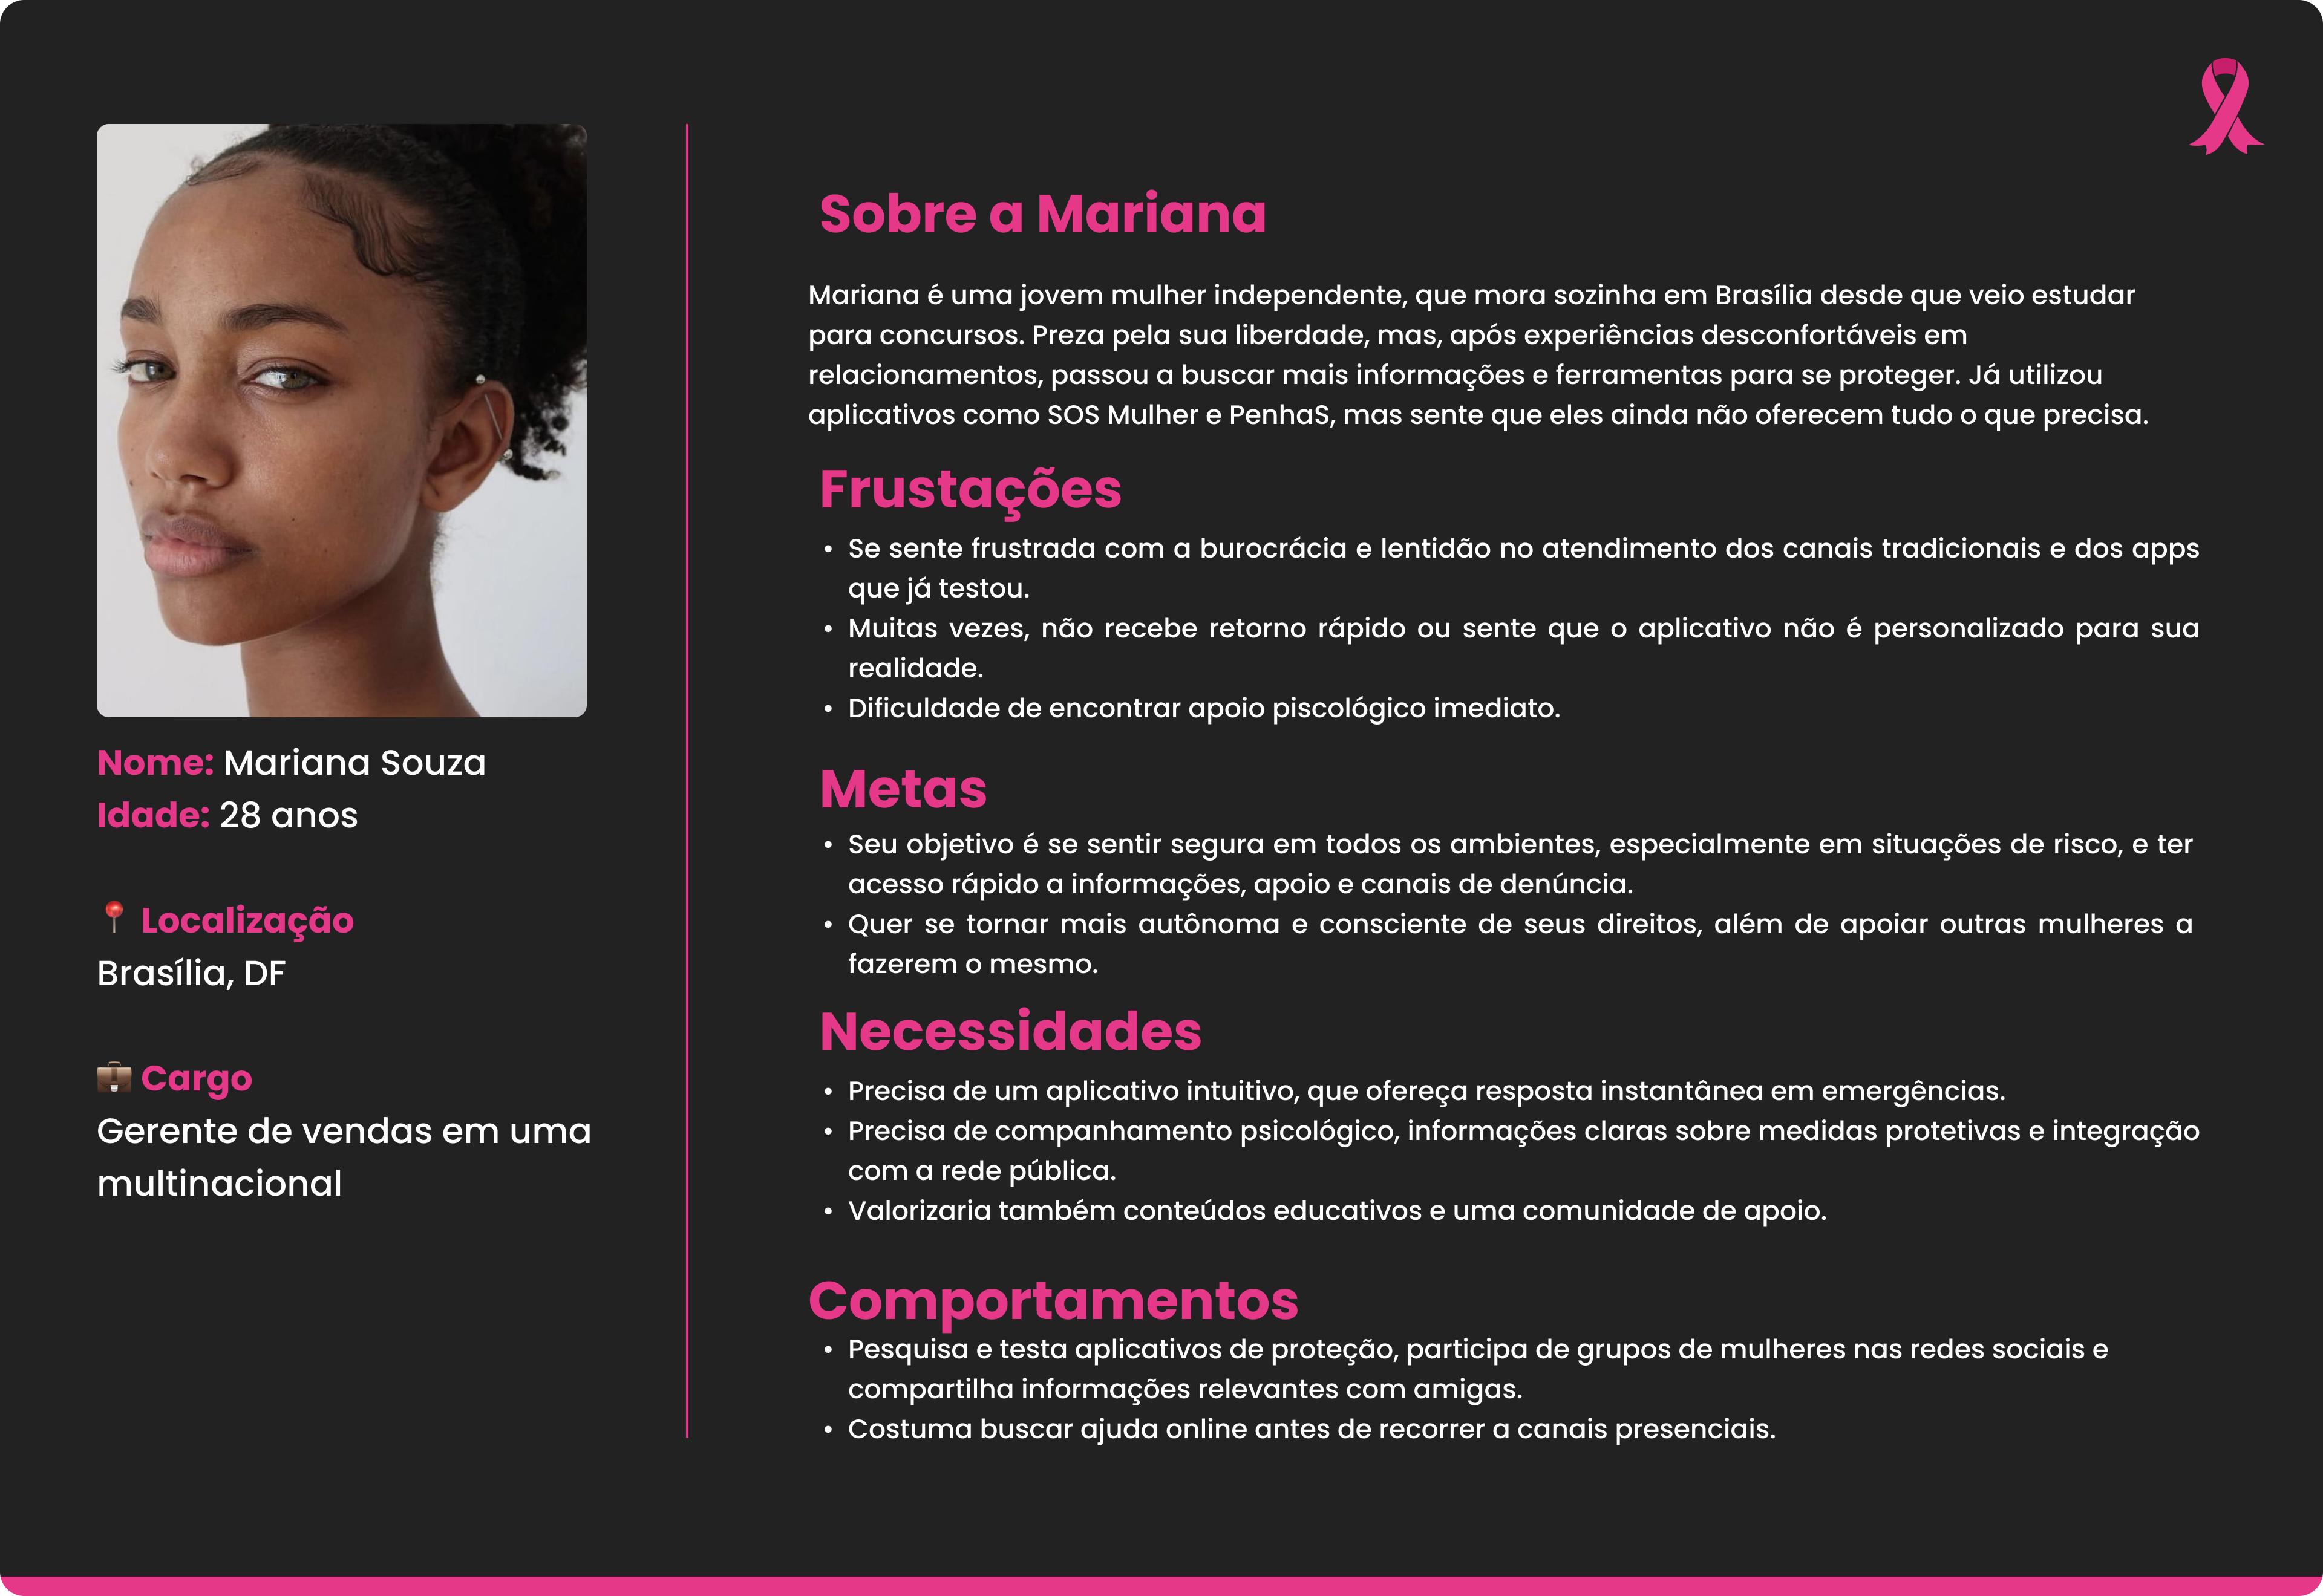 Nome: Mariana Souza
Idade: 28 anos
Localização
Brasília, DF
Cargo
Gerente de vendas em uma
multinacional
Sobre a Mariana
Mariana é uma jovem mulher independente, que mora sozinha em Brasília desde que veio estudar
para concursos. Preza pela sua liberdade, mas, após experiências desconfortáveis em
relacionamentos, passou a buscar mais informações e ferramentas para se proteger. Já utilizou
aplicativos como SOS Mulher e PenhaS, mas sente que eles ainda não oferecem tudo o que precisa.
Frustações
• Se sente frustrada com a burocrácia e lentidão no atendimento dos canais tradicionais e dos apps
que já testou.
• Muitas vezes, não recebe retorno rápido ou sente que o aplicativo não é personalizado para sua
realidade.
• Dificuldade de encontrar apoio piscológico imediato.
Metas
• Seu objetivo é se sentir segura em todos os ambientes, especialmente em situações de risco, e ter
acesso rápido a informações, apoio e canais de denúncia.
• Quer se tornar mais autônoma e consciente de seus direitos, além de apoiar outras mulheres a
fazerem o mesmo.
Necessidades
• Precisa de um aplicativo intuitivo, que ofereça resposta instantânea em emergências.
• Precisa de companhamento psicológico, informações claras sobre medidas protetivas e integração
com a rede pública.
• Valorizaria também conteúdos educativos e uma comunidade de apoio.
Comportamentos
• Pesquisa e testa aplicativos de proteção, participa de grupos de mulheres nas redes sociais e
compartilha informações relevantes com amigas.
• Costuma buscar ajuda online antes de recorrer a canais presenciais.